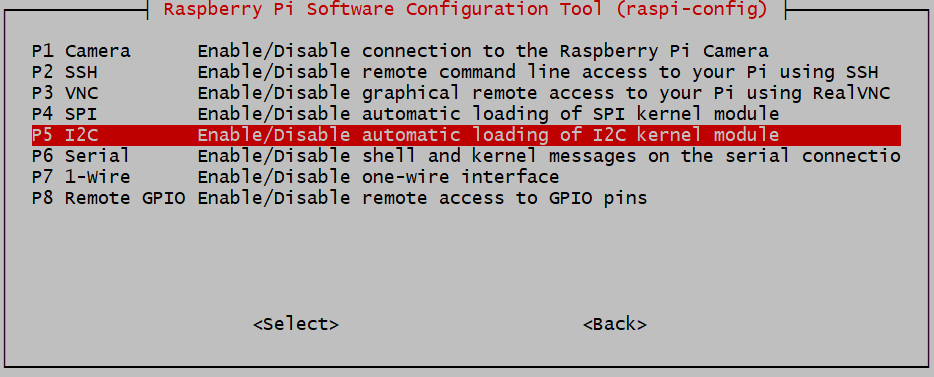 Raspberry Pi Software Configuration Tool (raspi-config)
P1 Camera Enable/Disable connection to the Raspberry Pi Camera
P2 SSH Enable/Disable remote command line access to your Pi using SSH
P3 VNC Enable/Disable graphical remote access to your Pi using RealVNC
P4 SPI Enable/Disable automatic loading of SPI kernel module
P5 I2C Enable/Disable automatic loading of I2C kernel module
P6 Serial Enable/Disable shell and kernel messages on the serial connectio
P7 1-Wire Enable/Disable one-wire interface
P8 Remote GPIO Enable/Disable remote access to GPIO pins
<Select> <Back>